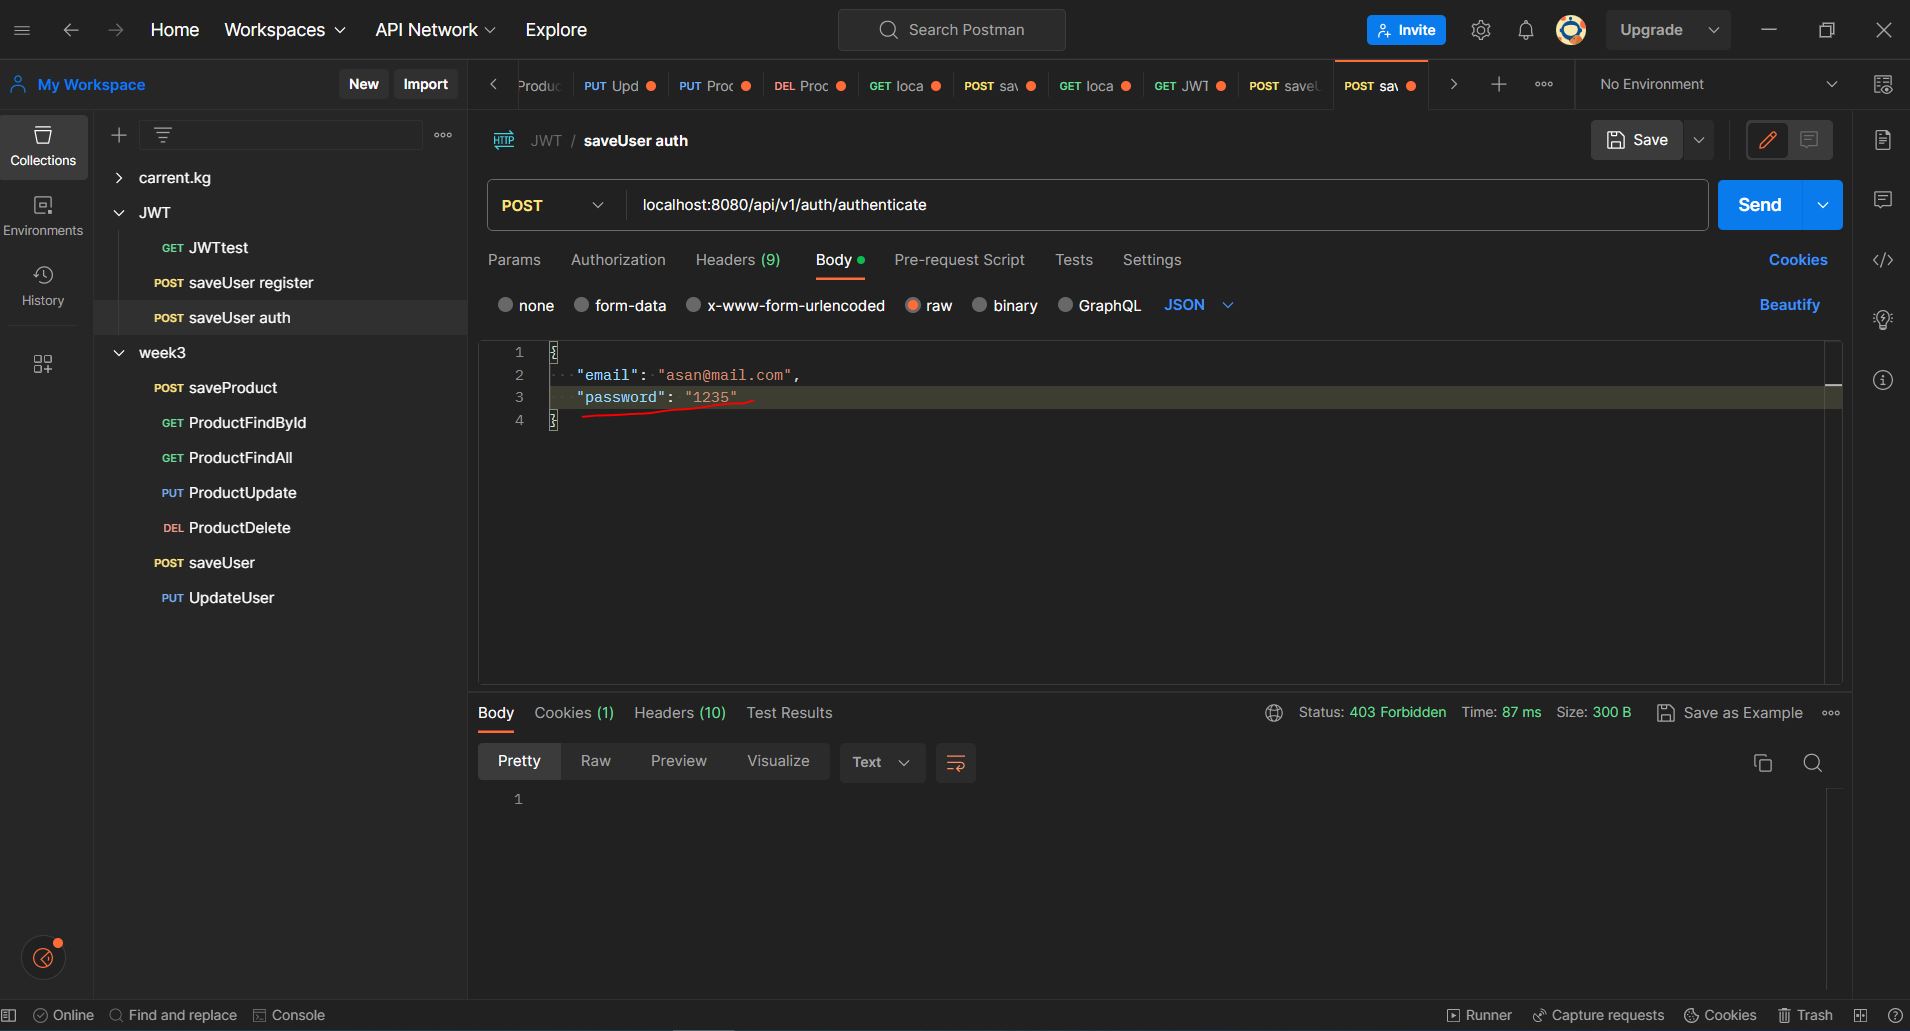 Home Workspaces API Network Explore Search Postman Invite Upgrade
My Workspace New Import Produc PUT Upd PUT Proc DEL Proc GET loca POST sav GET loca GET JWT POST saveU POST sav No Environment
JWT / saveUser auth Save
Collections
Environments
History
carrent.kg
JWT
GET JWTtest
POST saveUser register
POST saveUser auth
week3
POST saveProduct
GET ProductFindById
GET ProductFindAll
PUT ProductUpdate
DEL ProductDelete
POST saveUser
PUT UpdateUser
HTTP
POST localhost:8080/api/v1/auth/authenticate Send
Params Authorization Headers (9) Body Pre-request Script Tests Settings Cookies
none form-data x-www-form-urlencoded raw binary GraphQL JSON Beautify
1 {
2 "email": "asan@mail.com",
3 "password": "1235"
4 }
Body Cookies (1) Headers (10) Test Results Status: 403 Forbidden Time: 87 ms Size: 300 B Save as Example
Pretty Raw Preview Visualize Text
1
Online Find and replace Console Runner Capture requests Cookies Trash